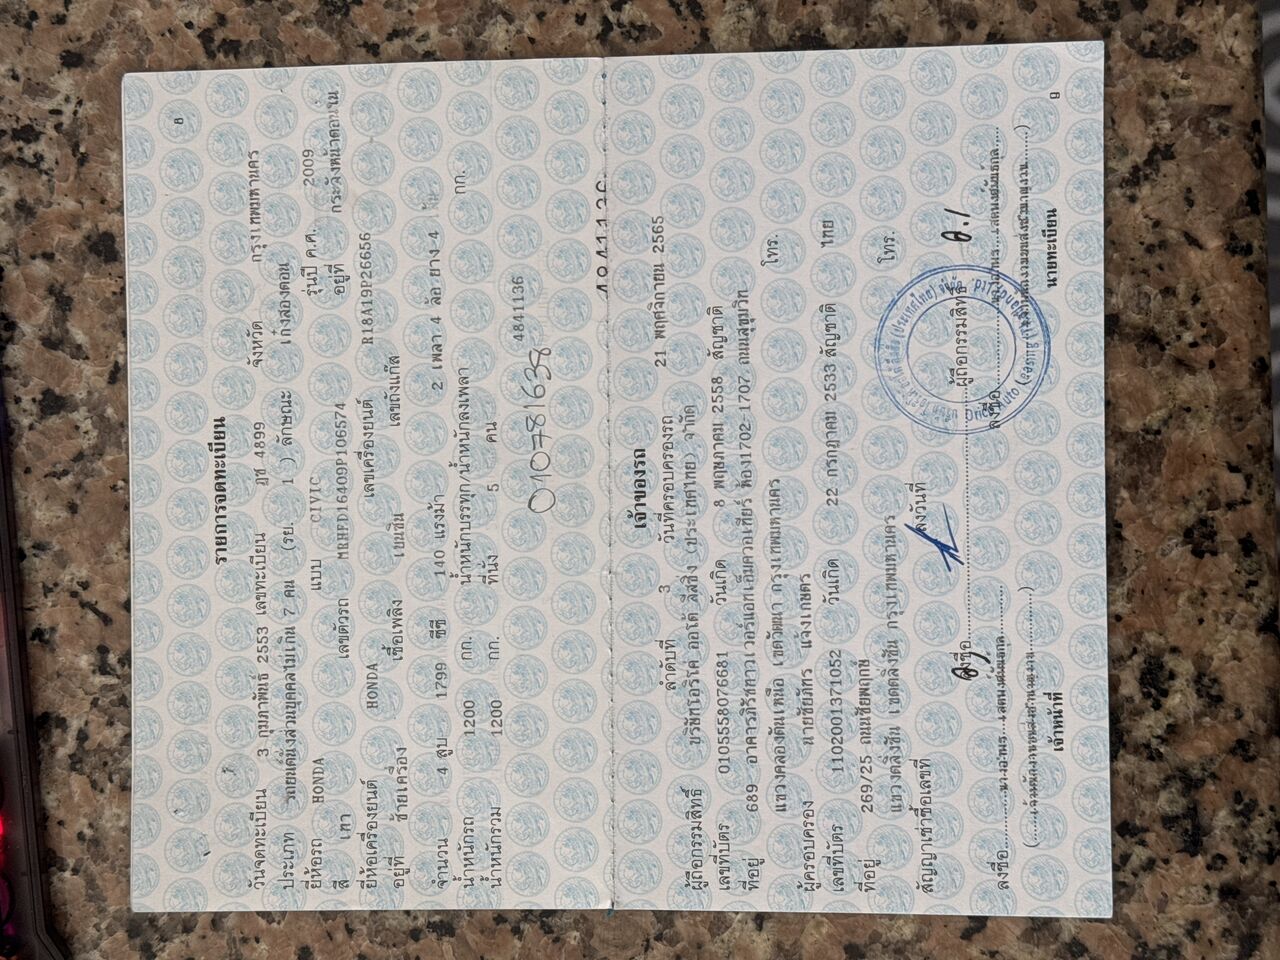 8
รายการจดทะเบียน
วันจดทะเบียน 3 กุมภาพันธ์ 2553 เลขทะเบียน ฎซ 4899 จังหวัด กรุงเทพมหานคร
ประเภท รถยนต์นั่งส่วนบุคคลไม่เกิน 7 คน (รย. 1 ) ลักษณะ เก๋งสองตอน
ยี่ห้อรถ HONDA แบบ CIVIC รุ่นปี ค.ศ. 2009
สี เทา เลขตัวรถ MRHFD16409P106574 อยู่ที่ กระจังหน้าตอนใน
ยี่ห้อเครื่องยนต์ HONDA เลขเครื่องยนต์ R18A19P26656
อยู่ที่ ซ้ายเครื่อง เชื้อเพลิง เบนซิน เลขถังแก๊ส
จำนวน 4 สูบ 1799 ซีซี 140 แรงม้า 2 เพลา 4 ล้อ ยาง 4 เส้น
น้ำหนักรถ 1200 กก. น้ำหนักบรรทุก/น้ำหนักลงเพลา กก.
น้ำหนักรวม 1200 กก. ที่นั่ง 5 คน
4841136
010781638
เจ้าของรถ
ลำดับที่ 3 วันที่ครอบครองรถ 21 พฤศจิกายน 2565
ผู้ถือกรรมสิทธิ์ บริษัทอริโค ออโต้ ลีสซิ่ง (ประเทศไทย) จำกัด
เลขที่บัตร 0105558076681 วันเกิด 8 พฤษภาคม 2558 สัญชาติ
ที่อยู่ 689 อาคารภิรัชทาวเวอร์แอทเอ็มควอเทียร์ ห้อง1702-1707 ถนนสุขุมวิท
แขวงคลองตันเหนือ เขตวัฒนา กรุงเทพมหานคร โทร.
ผู้ครอบครอง นายชัยภัทร แจ้งเกษตร
เลขที่บัตร 1102001371052 วันเกิด 22 กรกฎาคม 2533 สัญชาติ ไทย
ที่อยู่ 269/25 ถนนชัยพฤกษ์
แขวงตลิ่งชัน เขตตลิ่งชัน กรุงเทพมหานคร โทร.
สัญญาเช่าซื้อเลขที่ ลงวันที่
ลงชื่อ ผู้ถือกรรมสิทธิ์
ลงชื่อ ลงชื่อ
เจ้าหน้าที่ นายทะเบียน
9